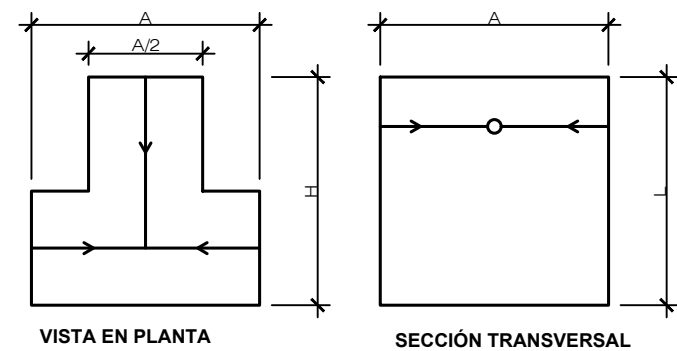 A
A/2
H
VISTA EN PLANTA
A
L
SECCIÓN TRANSVERSAL